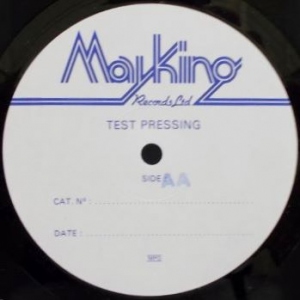 MayKing
Records Ltd
TEST PRESSING
SIDE AA
CAT. Nº:
DATE: